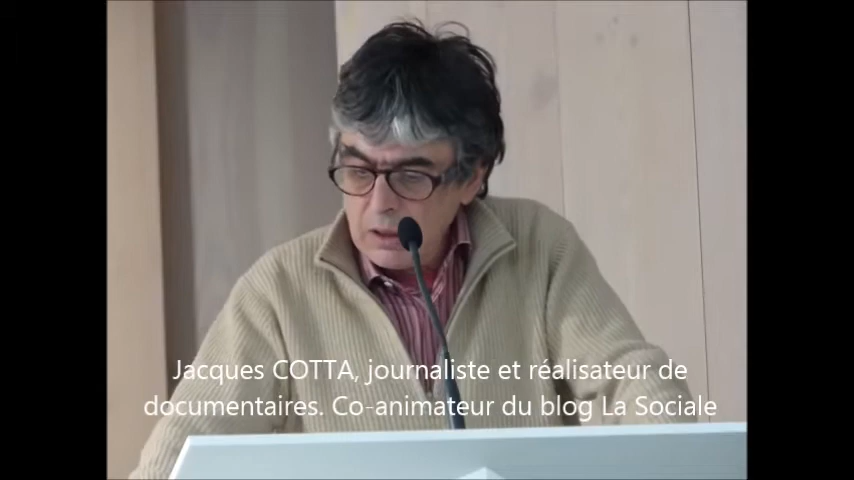 Jacques COTTA, journaliste et réalisateur de
documentaires. Co-animateur du blog La Sociale